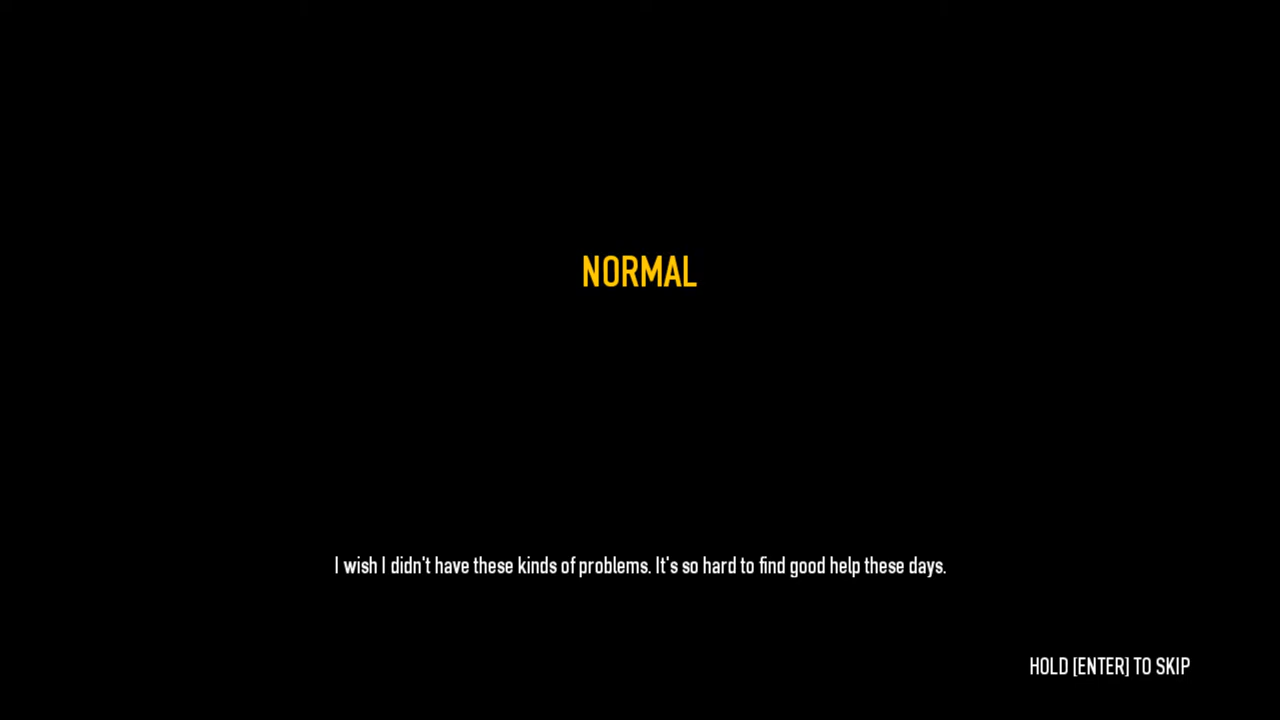 NORMAL
I wish I didn't have these kinds of problems. It's so hard to find good help these days.
HOLD [ENTER] TO SKIP